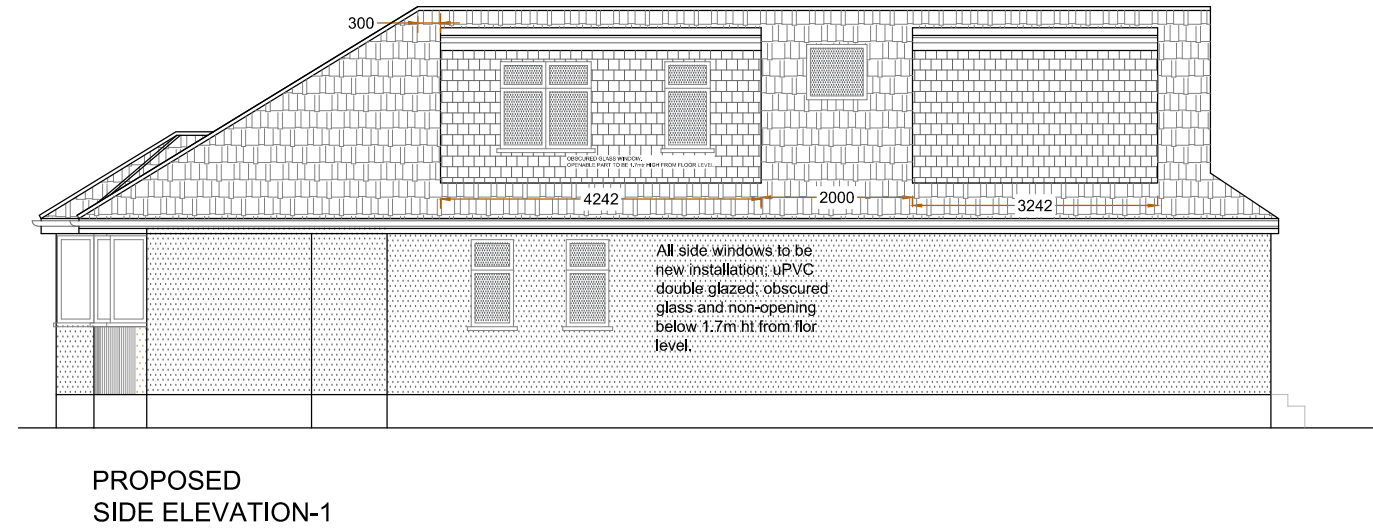 300
OBSCURED GLASS WINDOW.
OPENABLE PART TO BE 1.7mr HIGH FROM FLOOR LEVEL.
4242
2000
3242
All side windows to be
new installation; uPVC
double glazed; obscured
glass and non-opening
below 1.7m ht from flor
level.
PROPOSED
SIDE ELEVATION-1